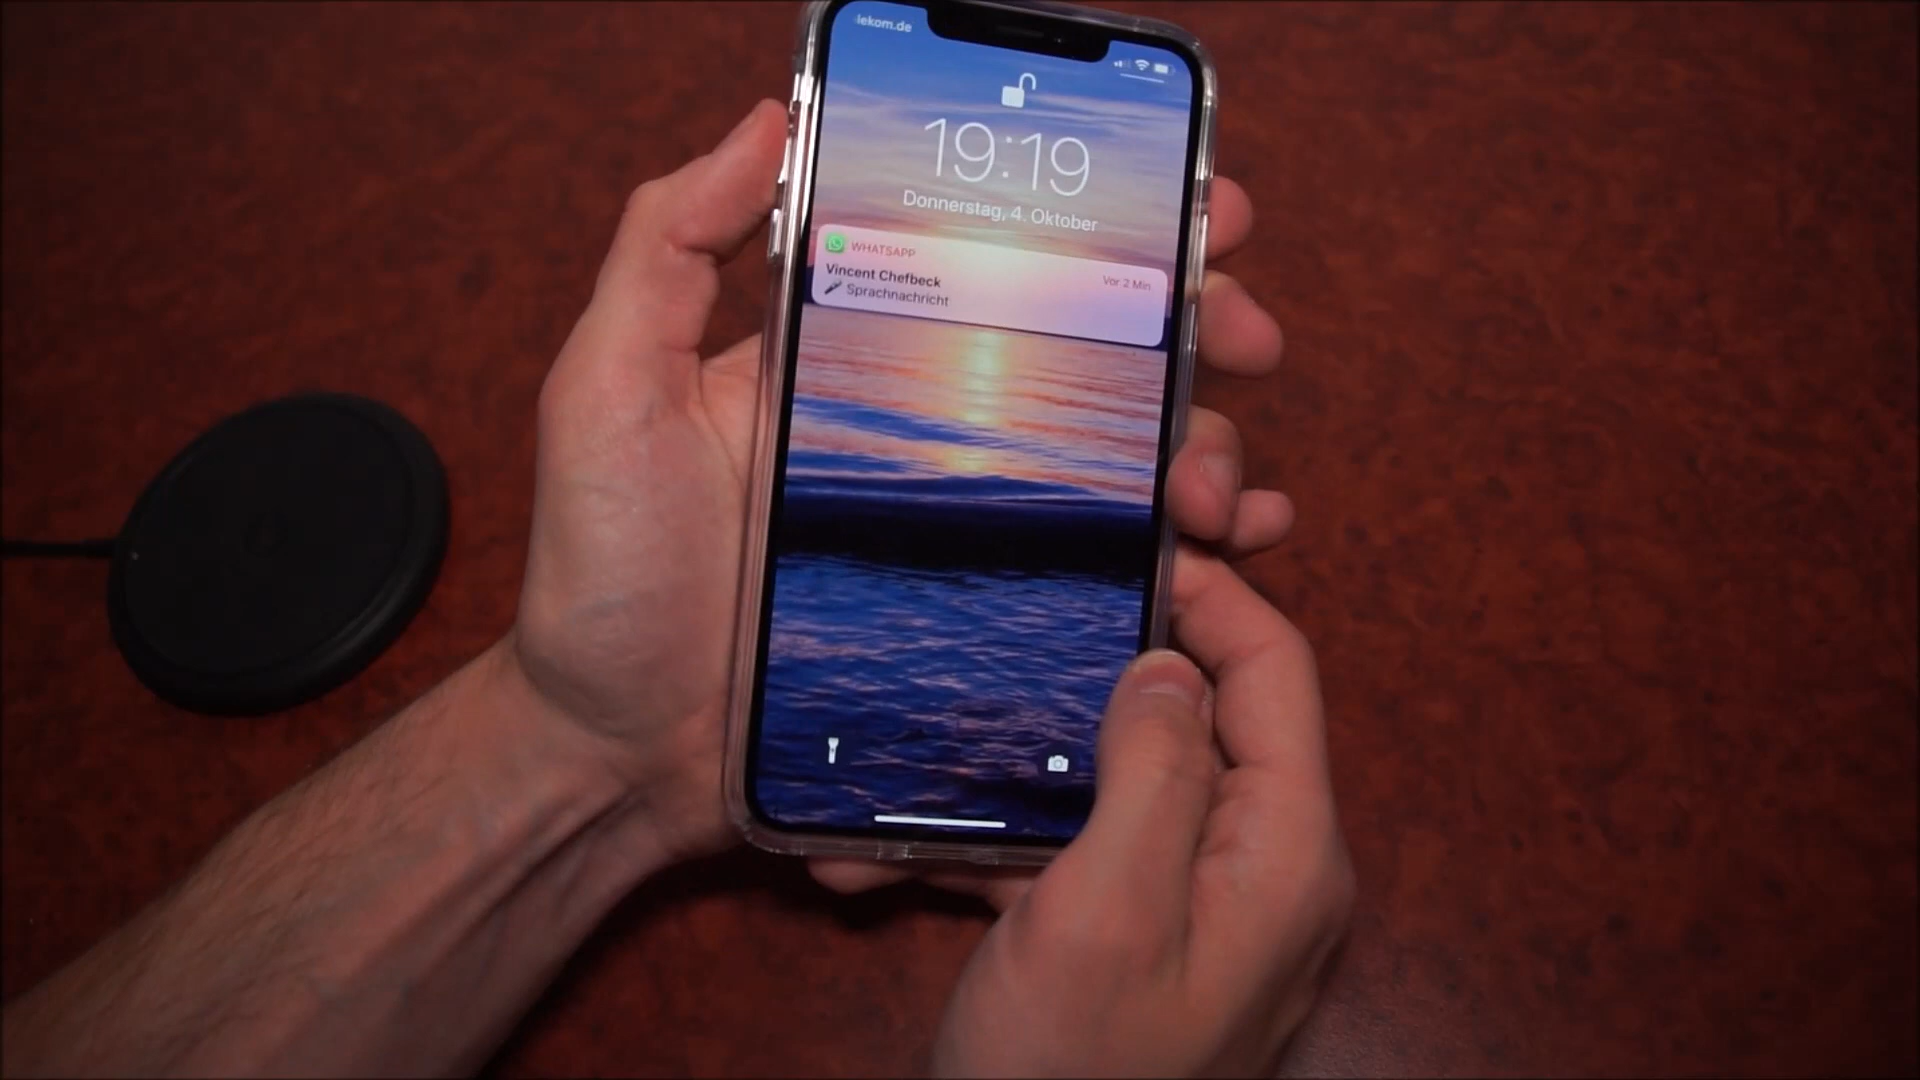 lekom.de
19:19
Donnerstag, 4. Oktober
WHATSAPP
Vor 2 Min
Vincent Chefbeck
Sprachnachricht